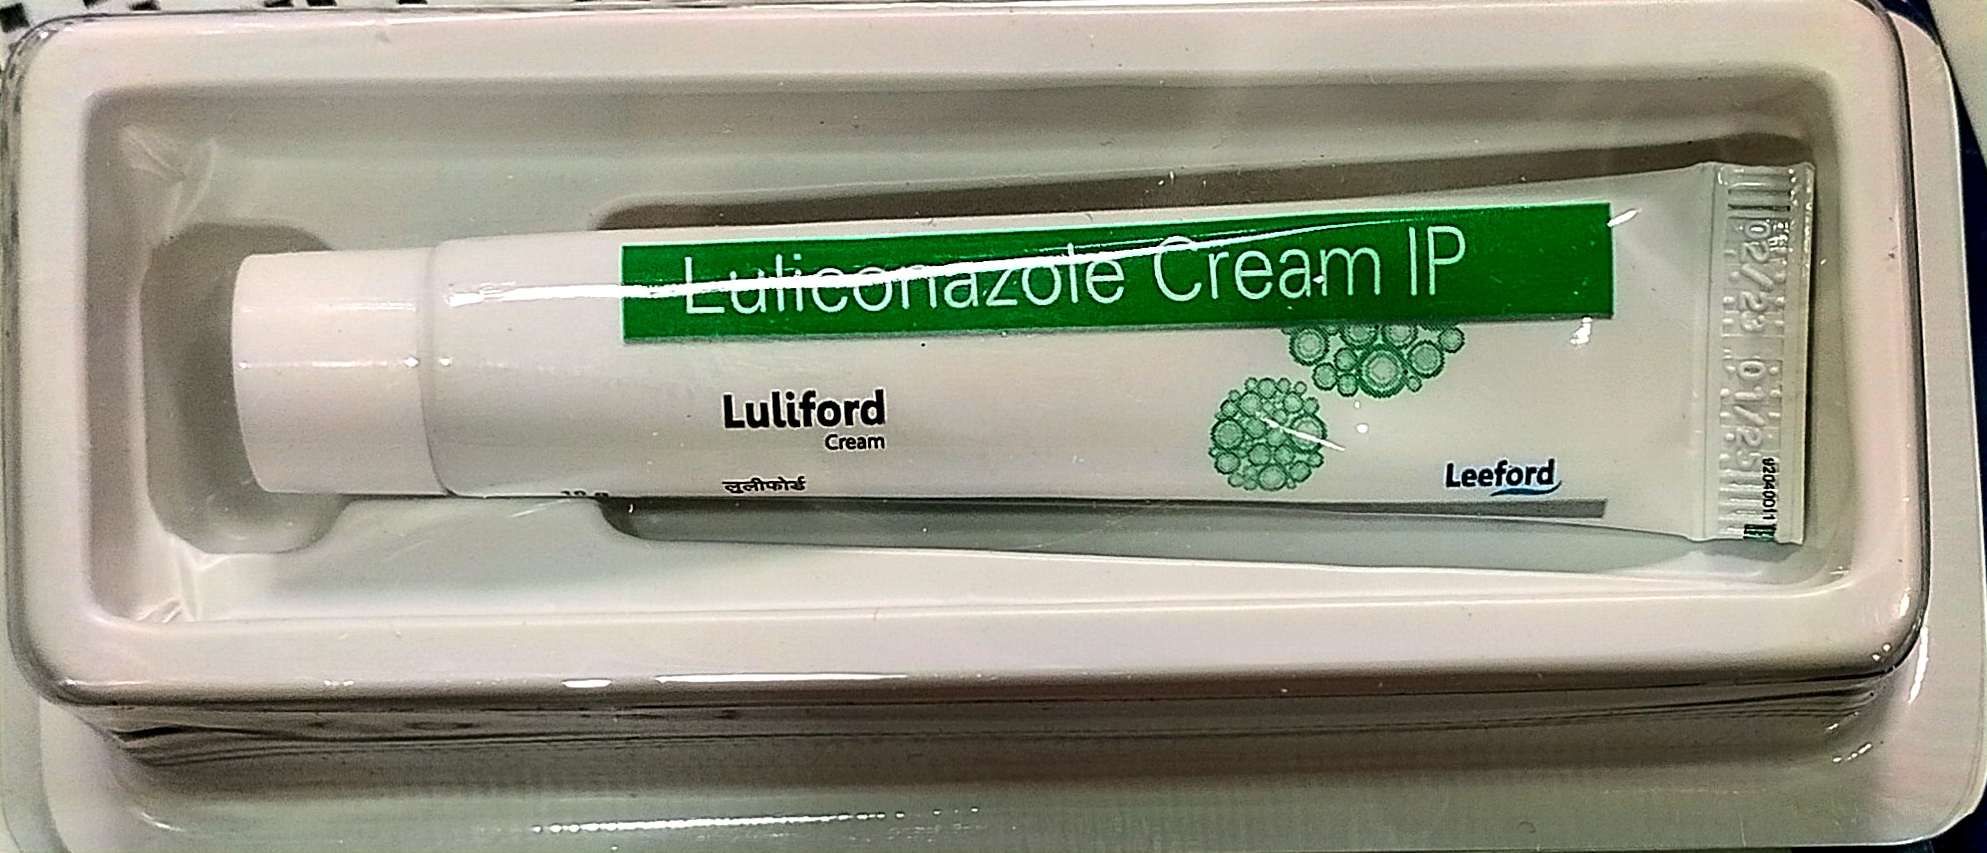 Luliconazole Cream IP
Luliford
Cream
लुलीफोर्ड
Leeford
02/23 01/25